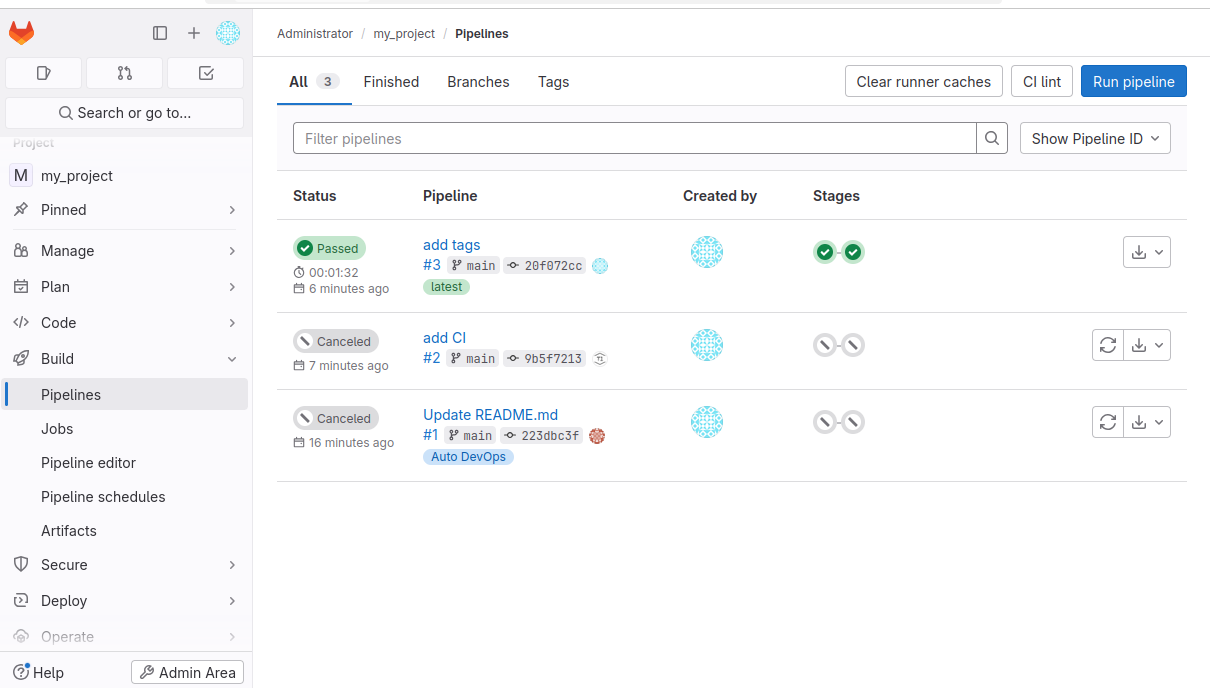 Administrator / my_project / Pipelines
Search or go to...
Project
M my_project
Pinned
Manage
Plan
Code
Build
Pipelines
Jobs
Pipeline editor
Pipeline schedules
Artifacts
Secure
Deploy
Operate
Help
Admin Area
All 3 Finished Branches Tags
Clear runner caches CI lint Run pipeline
Filter pipelines
Show Pipeline ID
Status Pipeline Created by Stages
Passed
00:01:32
6 minutes ago
add tags
#3 main 20f072cc
latest
Canceled
7 minutes ago
add CI
#2 main 9b5f7213
Canceled
16 minutes ago
Update README.md
#1 main 223dbc3f
Auto DevOps